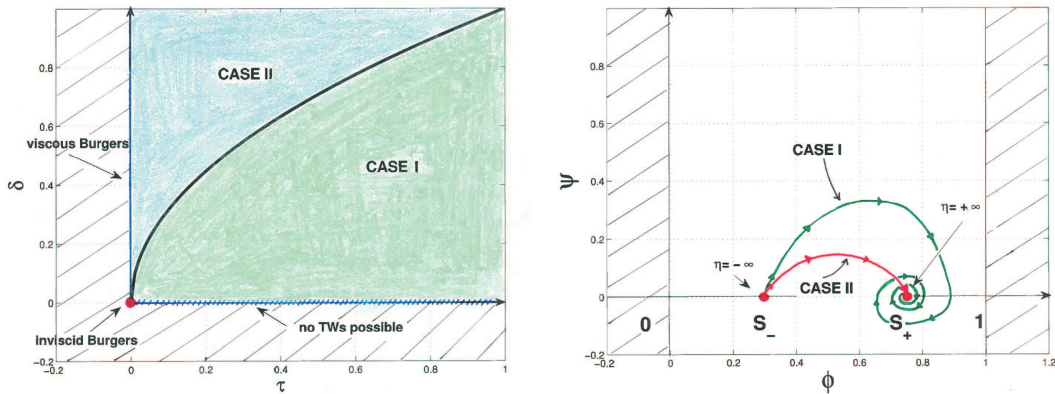 0.8
0.6
0.4
0.2
0
-0.2
δ
CASE II
CASE I
viscous Burgers
inviscid Burgers
no TWs possible
-0.2
0
0.2
0.4
0.6
0.8
1
τ
0.8
0.6
0.4
0.2
0
-0.2
ψ
CASE I
η = -∞
η = +∞
CASE II
0
S_
S+
1
-0.2
0
0.2
0.4
0.6
0.8
1
1.2
ϕ